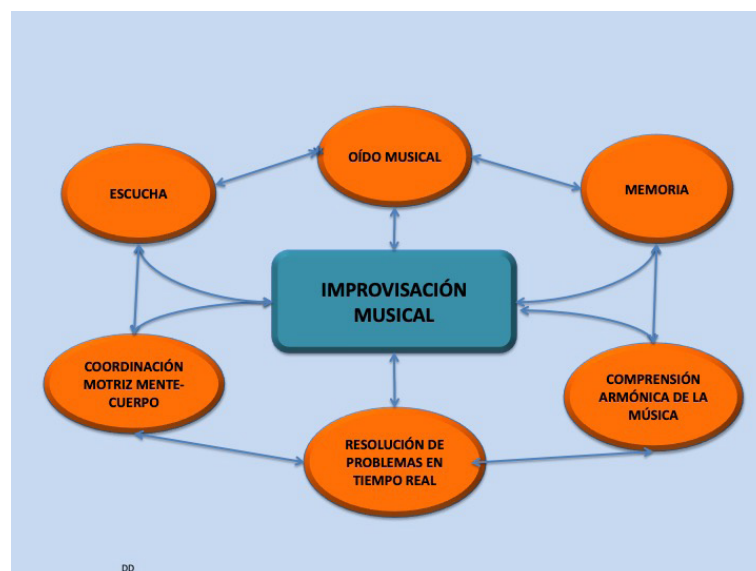 OÍDO MUSICAL
ESCUCHA
MEMORIA
IMPROVISACIÓN
MUSICAL
COORDINACIÓN
MOTRIZ MENTE-
CUERPO
COMPRENSIÓN
ARMÓNICA DE LA
MÚSICA
RESOLUCIÓN DE
PROBLEMAS EN
TIEMPO REAL
DD